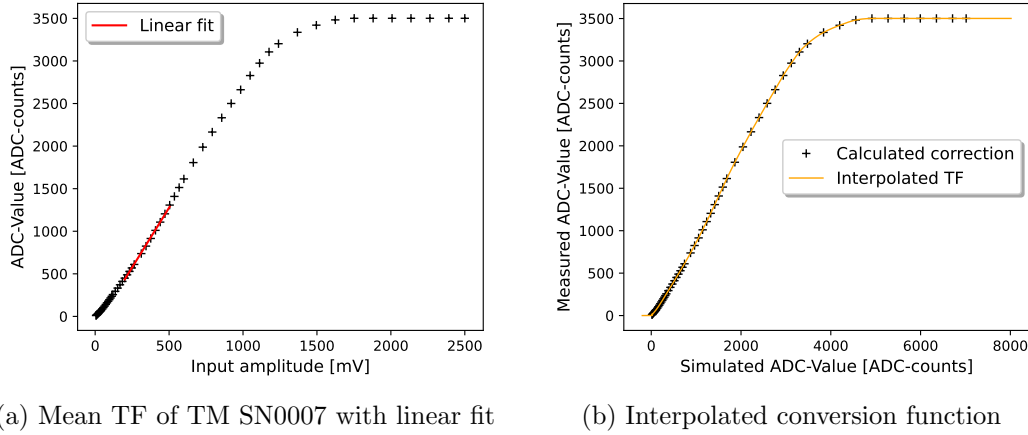 3500
3000
2500
2000
1500
1000
500
0
ADC-Value [ADC-counts]
Linear fit
0 500 1000 1500 2000 2500
Input amplitude [mV]
(a) Mean TF of TM SN0007 with linear fit
3500
3000
2500
2000
1500
1000
500
0
Measured ADC-Value [ADC-counts]
Calculated correction
Interpolated TF
0 2000 4000 6000 8000
Simulated ADC-Value [ADC-counts]
(b) Interpolated conversion function